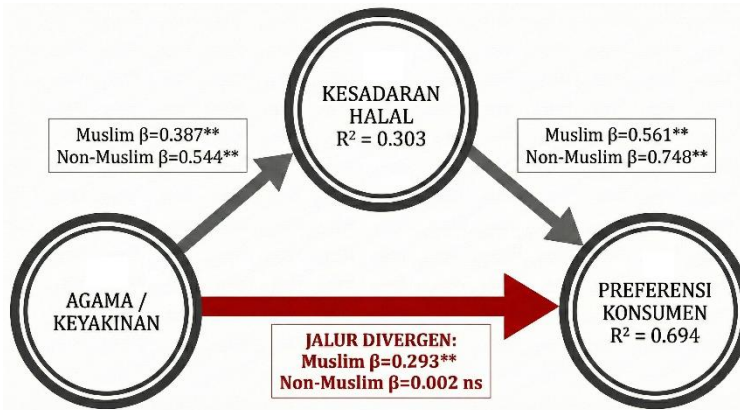 KESADARAN
HALAL
R² = 0.303
Muslim β=0.387**
Non-Muslim β=0.544**
Muslim β=0.561**
Non-Muslim β=0.748**
AGAMA /
KEYAKINAN
PREFERENSI
KONSUMEN
R² = 0.694
JALUR DIVERGEN:
Muslim β=0.293**
Non-Muslim β=0.002 ns